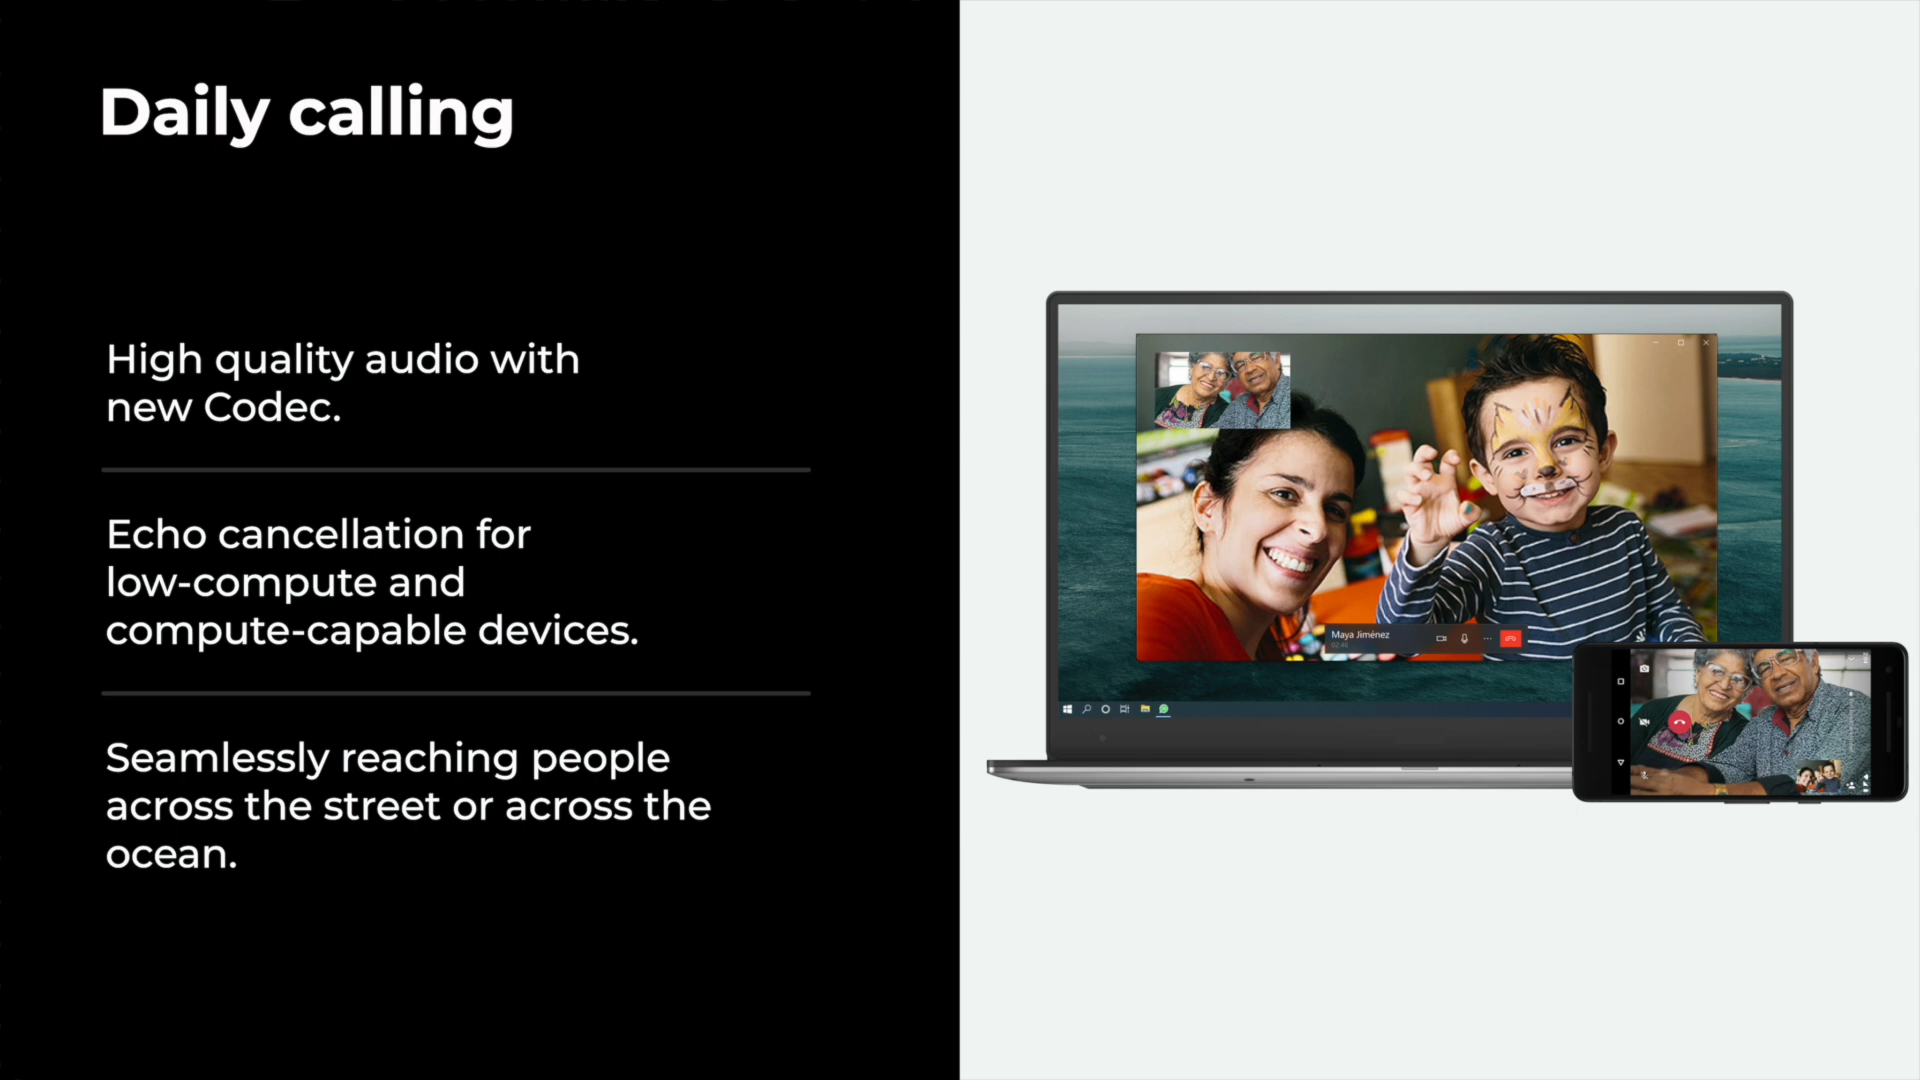 Daily calling
High quality audio with
new Codec.
Echo cancellation for
low-compute and
compute-capable devices.
Seamlessly reaching people
across the street or across the
ocean.
Maya Jiménez